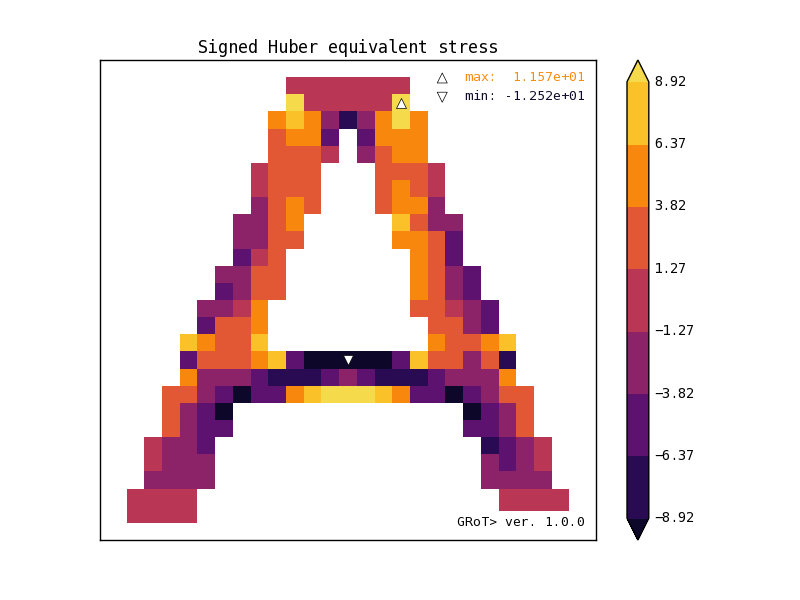 Signed Huber equivalent stress
△ max: 1.157e+01
▽ min: -1.252e+01
8.92
6.37
3.82
1.27
−1.27
−3.82
−6.37
−8.92
GRoT> ver. 1.0.0